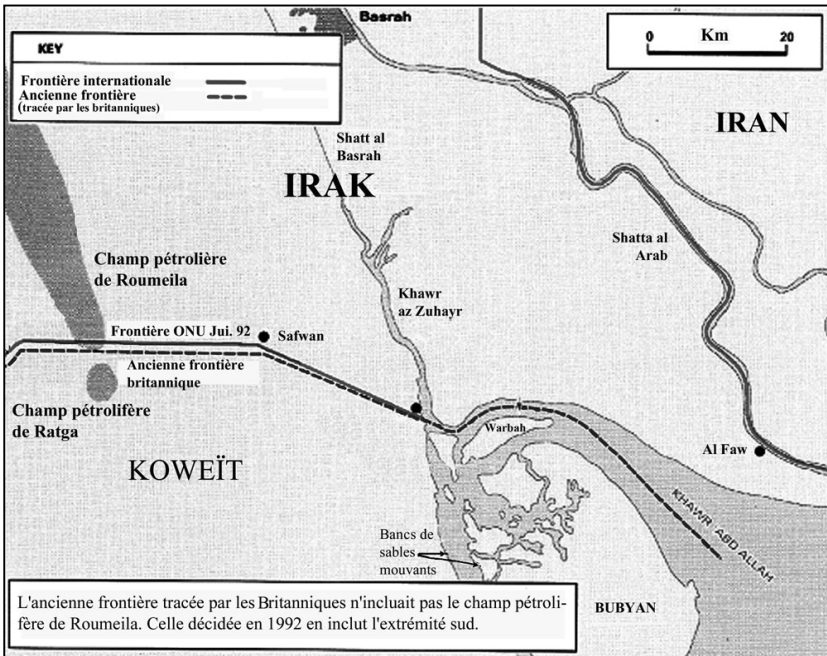 Basrah
KEY
Frontière internationale
Ancienne frontière
(tracée par les britanniques)
Km
0 20
IRAN
Shatt al
Basrah
IRAK
Shatta al
Arab
Champ pétrolière
de Roumeila
Khawr
az Zuhayr
Frontière ONU Jui. 92
Safwan
Ancienne frontière
britannique
Champ pétrolifère
de Ratga
Warbah
Al Faw
KOWEÏT
KHAWR ABD ALLAH
Bancs de
sables
mouvants
BUBYAN
L'ancienne frontière tracée par les Britanniques n'incluait pas le champ pétroli-
fère de Roumeila. Celle décidée en 1992 en inclut l'extrémité sud.